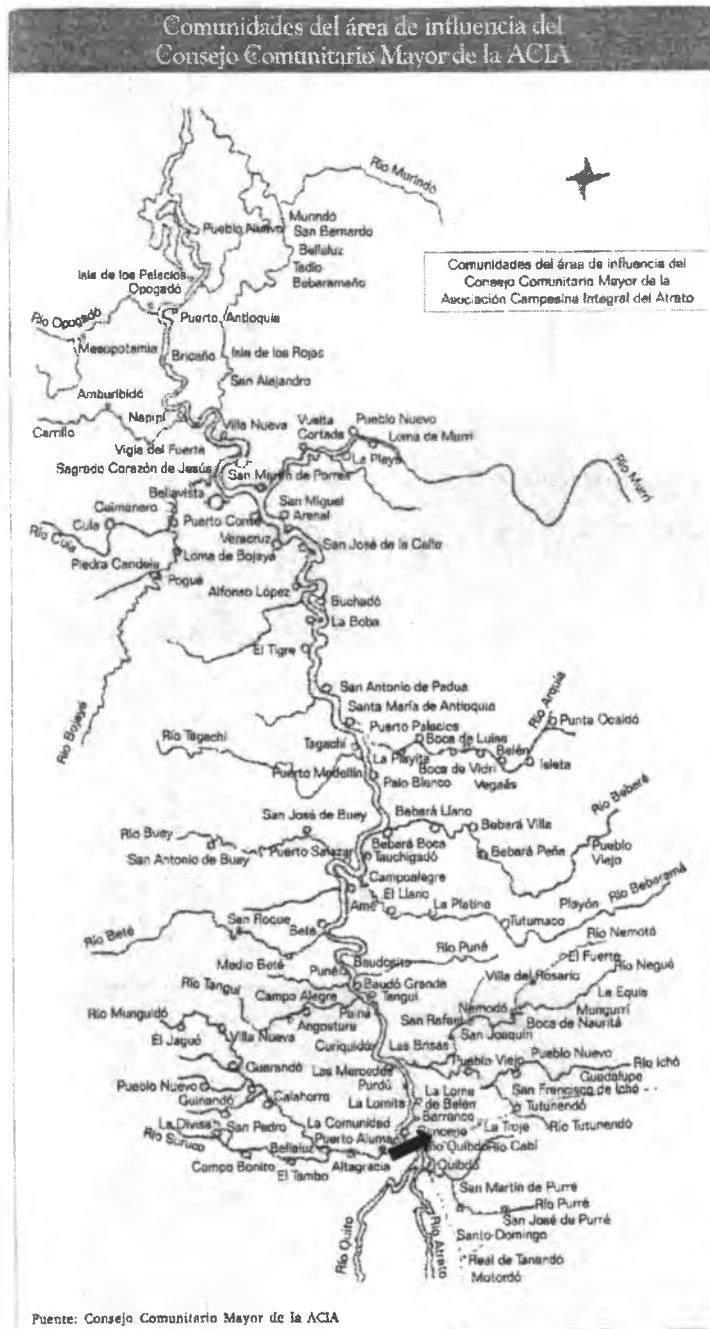 Comunidades del área de influencia del
Consejo Comunitario Mayor de la ACIA
Río Murindó
Murindó
Pueblo Nuevo
San Bernardo
Bellaluz
Tadío
Bebarameño
Comunidades del área de influencia del
Consejo Comunitario Mayor de la
Asociación Campesina Integral del Atrato
Isla de los Palacios
Opogadó
Río Opogadó
Puerto Antioquia
Mesopotamia
Bricaño
Isla de los Rojas
Amburibidó
San Alejandro
Napipí
Carrillo
Villa Nueva
Vuelta
Cortada
Pueblo Nuevo
Loma de Murrí
Vigía del Fuerte
La Playa
Sagrado Corazón de Jesús
San Martín de Porres
Río Murrí
Bellavista
Caimanero
San Miguel
Arenal
Cuía
Río Cuía
Puerto Conto
Veracruz
San José de la Calle
Piedra Candela
Loma de Bojayá
Pogue
Alfonso López
Buchadó
La Boba
El Tigre
Río Bojayá
San Antonio de Padua
Santa María de Antioquia
Río Arquía
Puerto Palacios
Punta Ocaidó
Río Tagachí
Boca de Luisa
Tagachí
La Playita
Belén
Boca de Vidrí
Isleta
Puerto Medellín
Palo Blanco
Vegaés
San José de Buey
Bebará Llano
Río Bebará
Río Buey
Bebará Villa
San Antonio de Buey
Puerto Salazar
Bebará Boca
Tauchigadó
Bebará Peña
Pueblo
Viejo
Campoalegre
El Llano
Amé
La Platina
Playón
Río Bebaramá
San Roque
Beté
Tutumaco
Río Beté
Río Nemotá
Río Puné
El Fuerte
Medio Beté
Baudosito
Puné
Villa del Rosario
Río Neguá
Río Tanguí
Baudó Grande
Campo Alegre
Tanguí
Nemodó
La Equis
Río Munguidó
Paina
San Rafael
Mungurrí
Villa Nueva
Angostura
San Joaquín
Boca de Nauritá
El Jaguó
Curiquidó
Las Brisas
Guarandó
Las Mercedes
Pueblo Viejo
Pueblo Nuevo
Río Ichó
Purdú
Guadalupe
Pueblo Nuevo
La Loma
de Belén
San Francisco de Ichó
Guinandó
Calahorra
La Lomita
Tutunendó
Barranco
La Divisa
San Pedro
La Comunidad
La Troje
Río Tutunendó
Río Suruco
Bellaluz
Puerto Aluma
Río Quibdó
Río Cabí
Campo Bonito
El Tambo
Altagracia
Quibdó
San Martín de Purré
Río Purré
San José de Purré
Río Quito
Río Atrato
Santo Domingo
Real de Tanandó
Motordó
Fuente: Consejo Comunitario Mayor de la ACIA